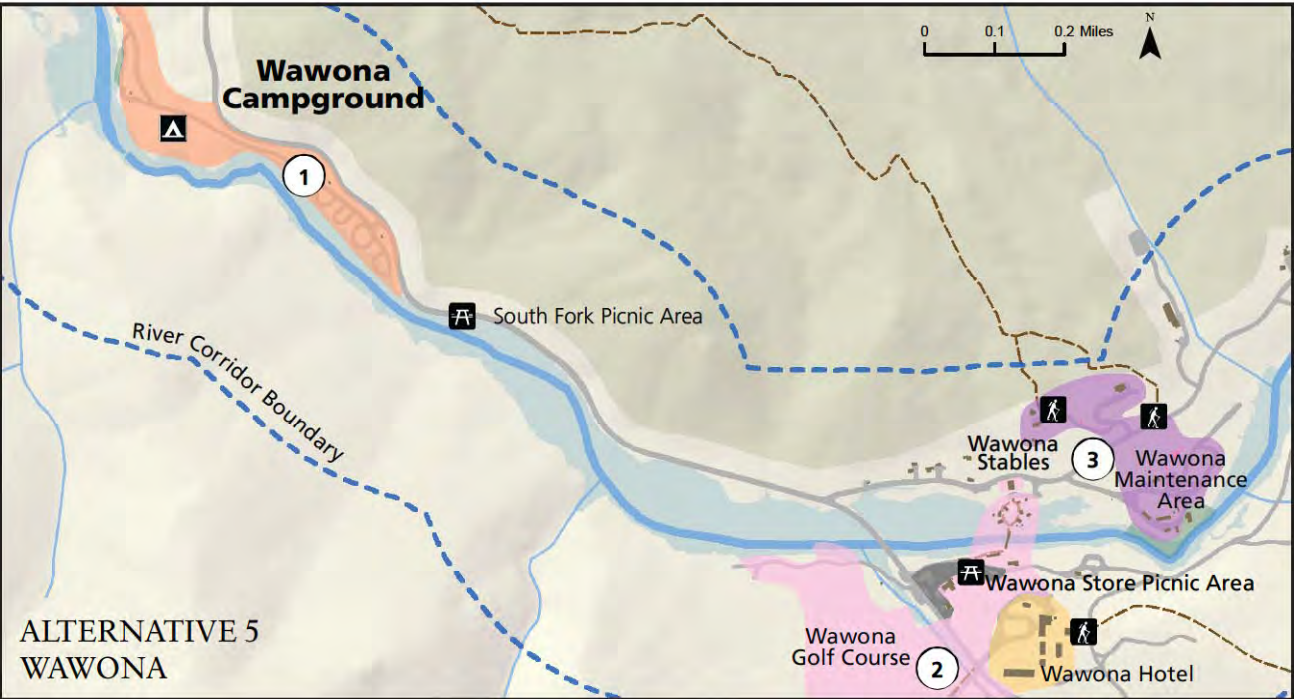 0 0.1 0.2 Miles
N
Wawona
Campground
1
South Fork Picnic Area
River Corridor Boundary
Wawona
Stables
3
Wawona
Maintenance
Area
Wawona Store Picnic Area
Wawona
Golf Course
2
Wawona Hotel
ALTERNATIVE 5
WAWONA